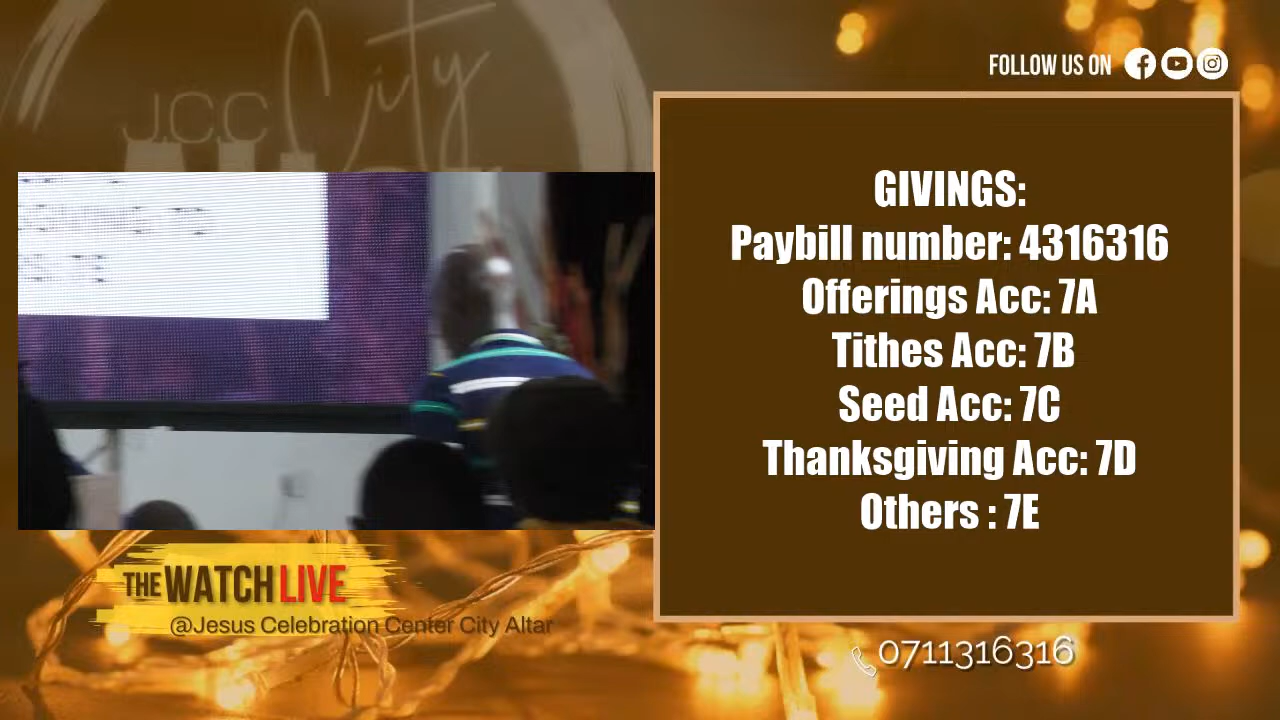 J.C.C City
FOLLOW US ON
GIVINGS:
Paybill number: 4316316
Offerings Acc: 7A
Tithes Acc: 7B
Seed Acc: 7C
Thanksgiving Acc: 7D
Others : 7E
THE WATCH LIVE
@Jesus Celebration Center City Altar
0711316316